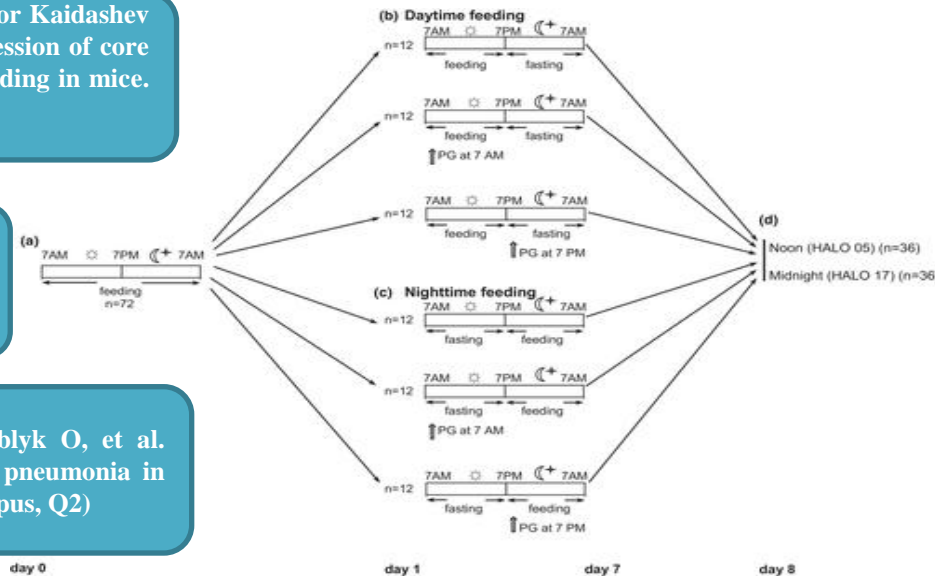 or Kaidashev
ession of core
ding in mice.
blyk O, et al.
pneumonia in
pus, Q2)
(a)
7AM 7PM 7AM
feeding
n=72
(b) Daytime feeding
7AM 7PM 7AM
n=12
feeding fasting
7AM 7PM 7AM
n=12
feeding fasting
PG at 7 AM
7AM 7PM 7AM
n=12
feeding fasting
PG at 7 PM
(c) Nighttime feeding
7AM 7PM 7AM
n=12
fasting feeding
7AM 7PM 7AM
n=12
fasting feeding
PG at 7 AM
7AM 7PM 7AM
n=12
fasting feeding
PG at 7 PM
(d)
Noon (HALO 05) (n=36)
Midnight (HALO 17) (n=36
day 0 day 1 day 7 day 8